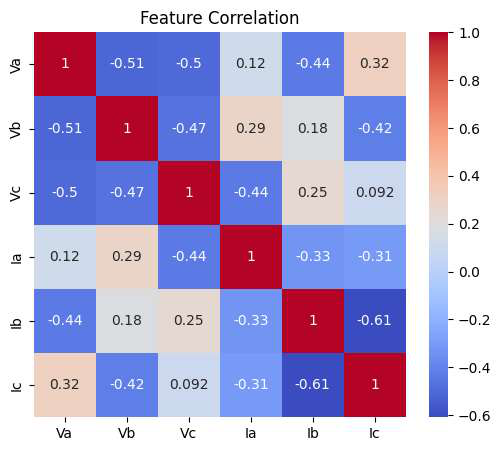 Feature Correlation
Va 1 -0.51 -0.5 0.12 -0.44 0.32
Vb -0.51 1 -0.47 0.29 0.18 -0.42
Vc -0.5 -0.47 1 -0.44 0.25 0.092
Ia 0.12 0.29 -0.44 1 -0.33 -0.31
Ib -0.44 0.18 0.25 -0.33 1 -0.61
Ic 0.32 -0.42 0.092 -0.31 -0.61 1
Va Vb Vc Ia Ib Ic
1.0
0.8
0.6
0.4
0.2
0.0
-0.2
-0.4
-0.6